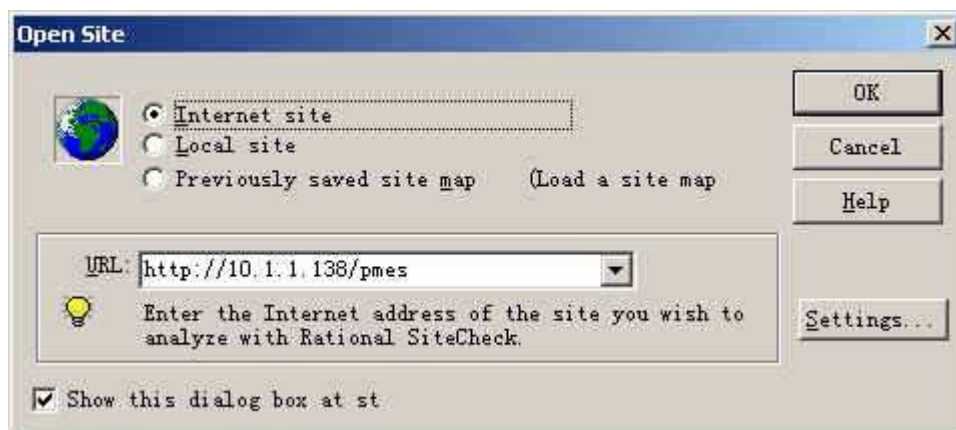 Open Site
Internet site
Local site
Previously saved site map (Load a site map
OK
Cancel
Help
URL: http://10.1.1.138/pmes
Enter the Internet address of the site you wish to
analyze with Rational SiteCheck.
Settings...
Show this dialog box at st